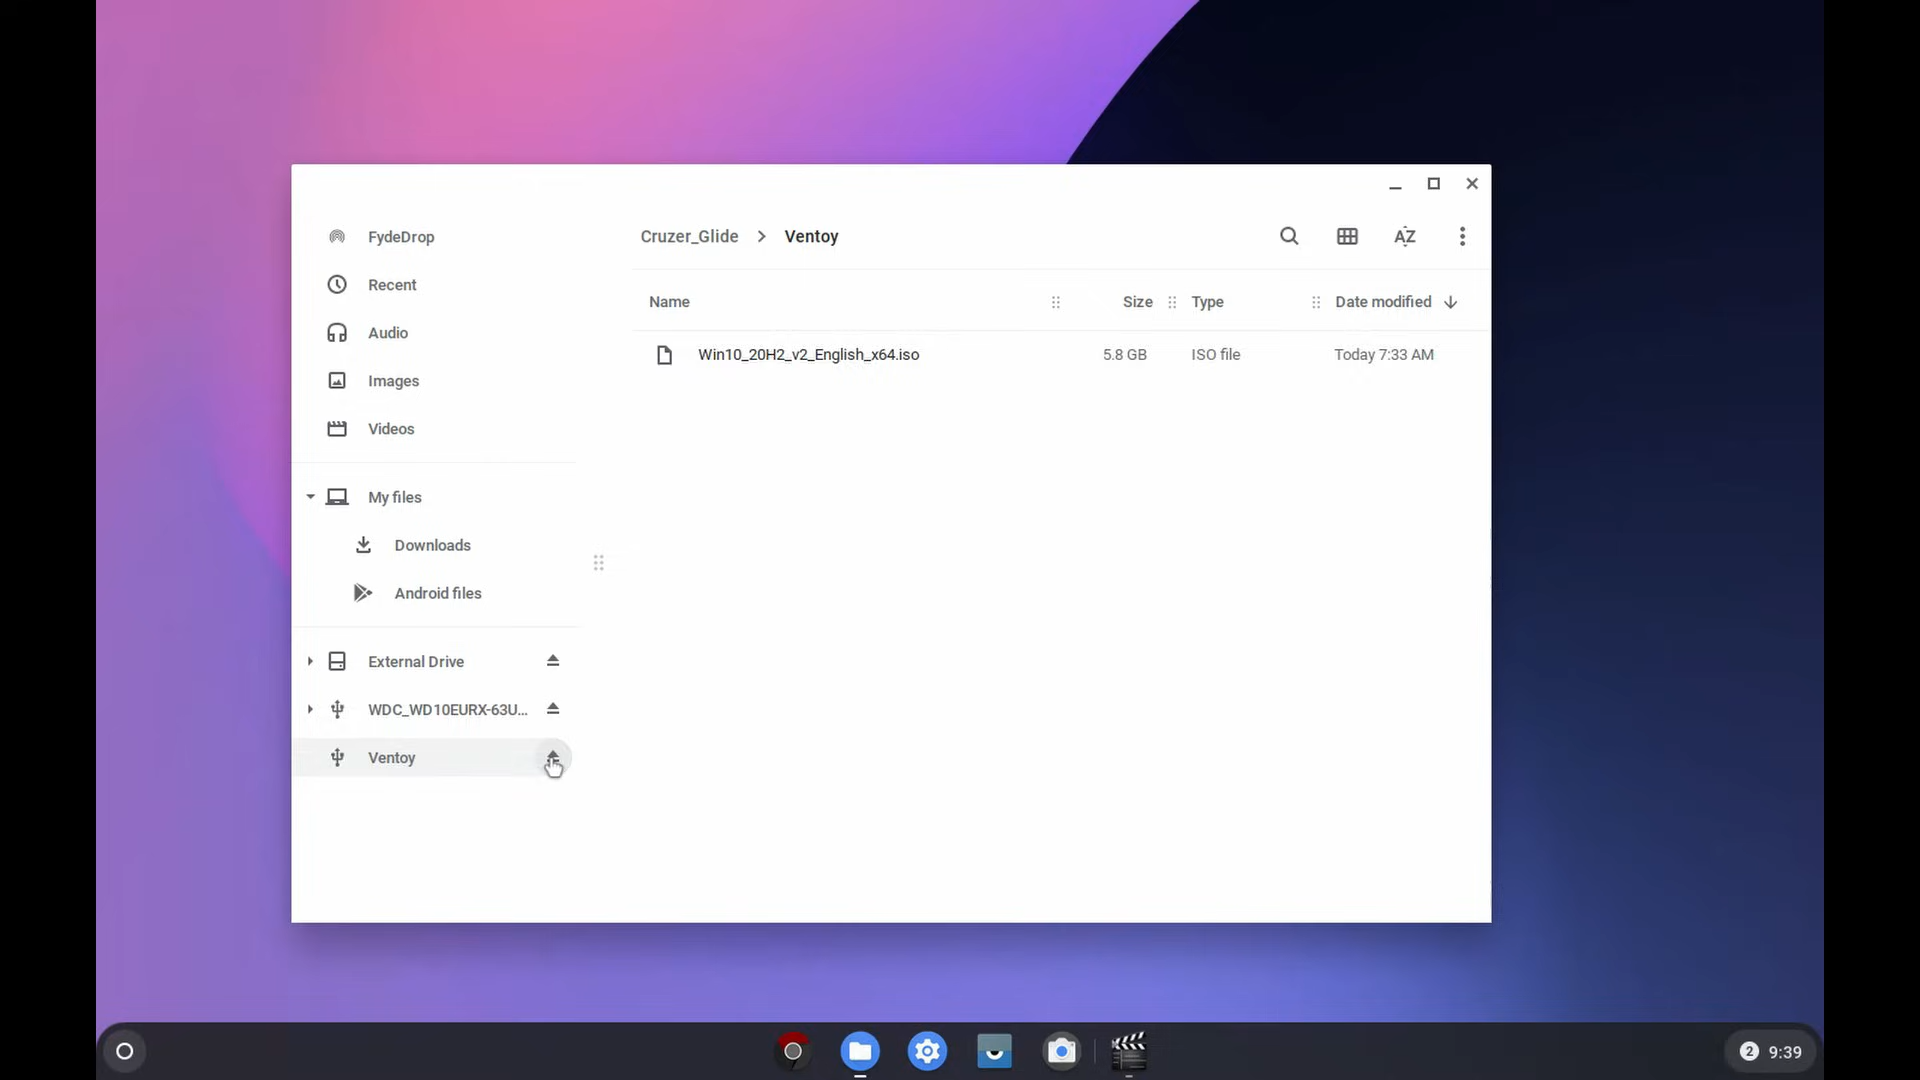 FydeDrop
Recent
Audio
Images
Videos
My files
Downloads
Android files
External Drive
WDC_WD10EURX-63U...
Ventoy
Cruzer_Glide > Ventoy
AZ
Name Size Type Date modified
Win10_20H2_v2_English_x64.iso 5.8 GB ISO file Today 7:33 AM
2 9:39